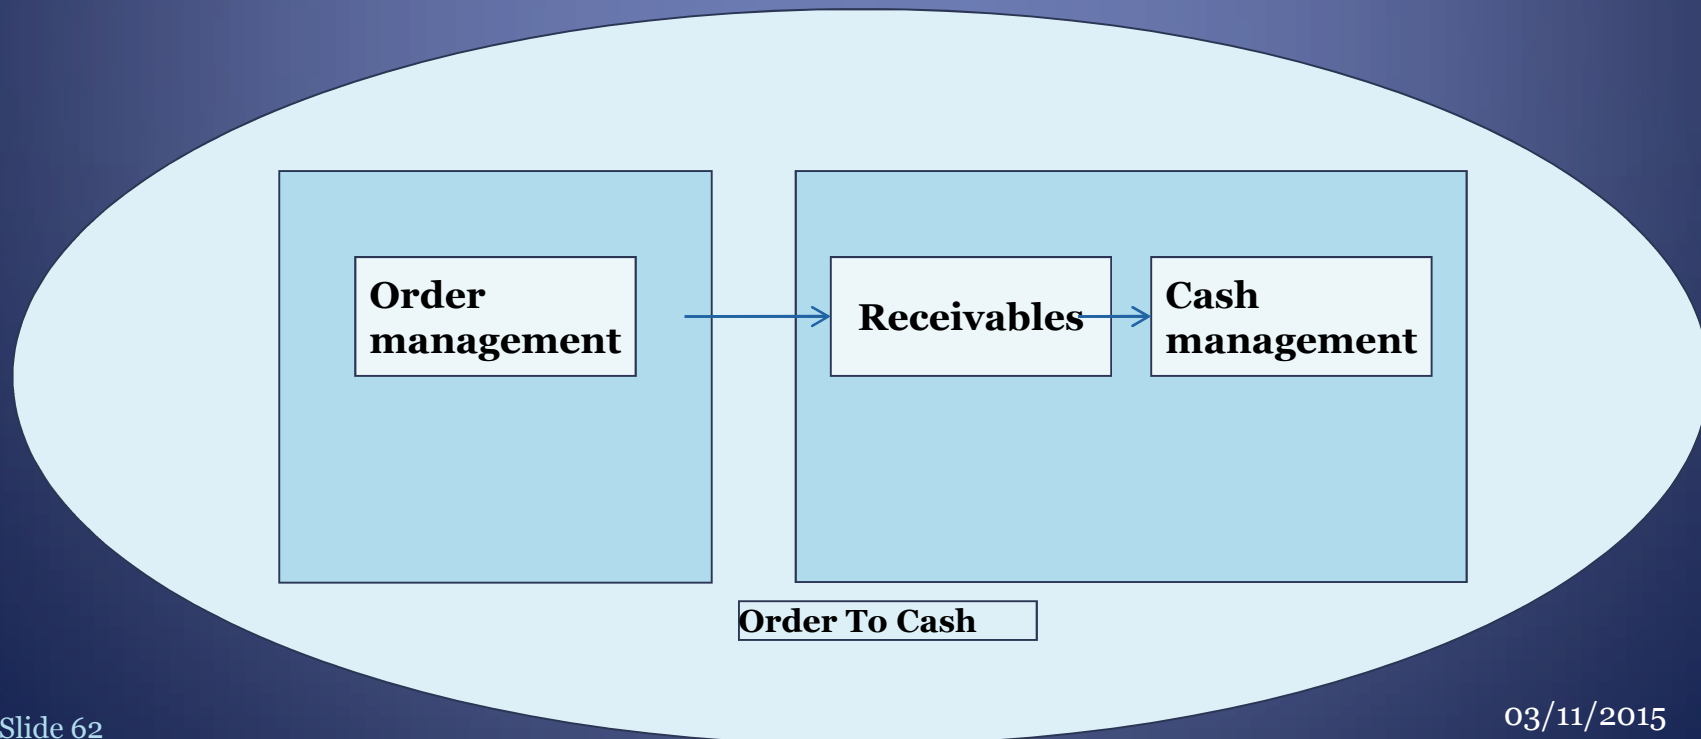 Order
management
Receivables
Cash
management
Order To Cash
Slide 62
03/11/2015